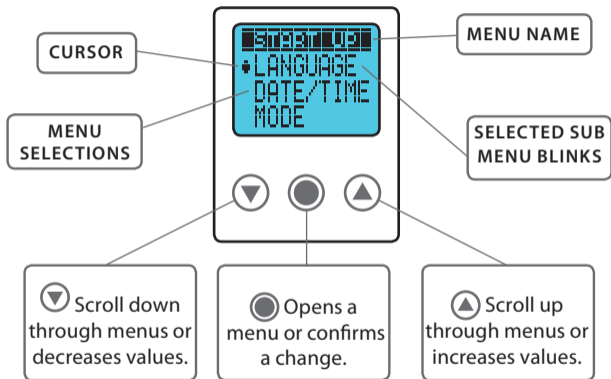 START UP
CURSOR
MENU NAME
LANGUAGE
DATE/TIME
MODE
MENU
SELECTIONS
SELECTED SUB
MENU BLINKS
Scroll down
through menus or
decreases values.
Opens a
menu or confirms
a change.
Scroll up
through menus or
increases values.